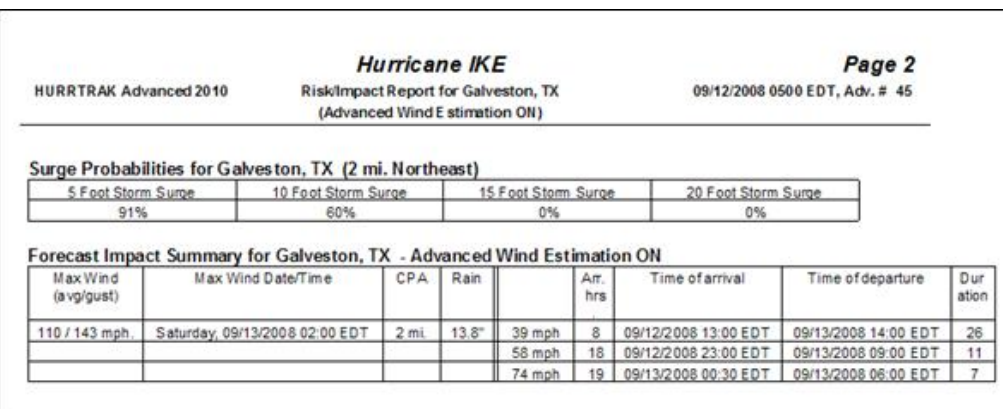 Hurricane IKE Page 2
HURRTRAK Advanced 2010 Risk/Impact Report for Galveston, TX 09/12/2008 0500 EDT, Adv. # 45
(Advanced Wind Estimation ON)
Surge Probabilities for Galveston, TX (2 mi. Northeast)
5 Foot Storm Surge 10 Foot Storm Surge 15 Foot Storm Surge 20 Foot Storm Surge
91% 60% 0% 0%
Forecast Impact Summary for Galveston, TX - Advanced Wind Estimation ON
Max Wind Max Wind Date/Time CPA Rain Arr. Time of arrival Time of departure Dur
(avg/gust) hrs ation
110 / 143 mph. Saturday, 09/13/2008 02:00 EDT 2 mi. 13.8" 39 mph 8 09/12/2008 13:00 EDT 09/13/2008 14:00 EDT 26
58 mph 18 09/12/2008 23:00 EDT 09/13/2008 09:00 EDT 11
74 mph 19 09/13/2008 00:30 EDT 09/13/2008 06:00 EDT 7